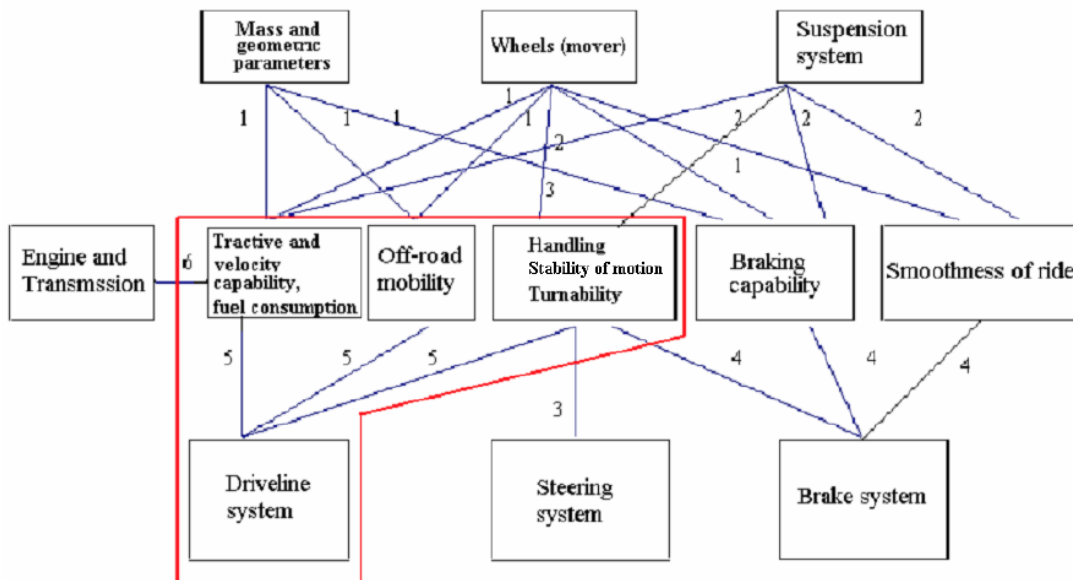 Mass and
geometric
parameters
Wheels (mover)
Suspension
system
1
1
1
1
1
2
2
2
2
3
1
Engine and
Transmssion
6
Tractive and
velocity
capability,
fuel consumption
Off-road
mobility
Handling
Stability of motion
Turnability
Braking
capability
Smoothness of ride
5
5
5
4
4
4
3
Driveline
system
Steering
system
Brake system